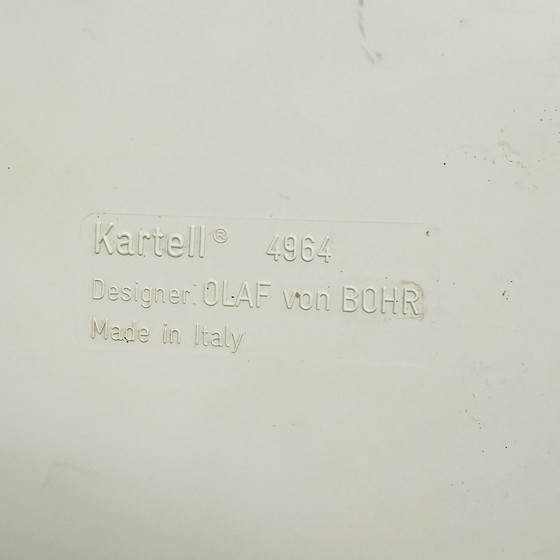 Kartell® 4964
Designer: OLAF von BOHR
Made in Italy